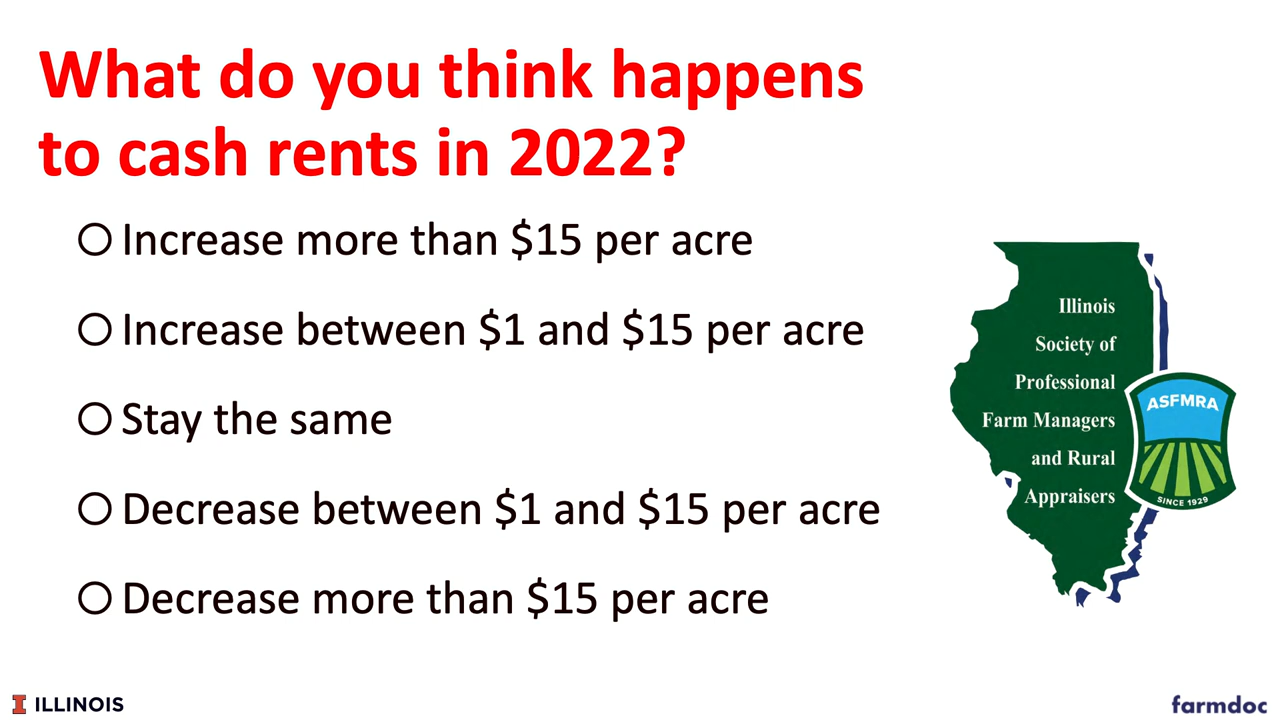 What do you think happens
to cash rents in 2022?
Increase more than $15 per acre
Increase between $1 and $15 per acre
Stay the same
Decrease between $1 and $15 per acre
Decrease more than $15 per acre
Illinois
Society of
Professional
Farm Managers
and Rural
Appraisers
ASFMRA
SINCE 1929
I ILLINOIS
farmdoc